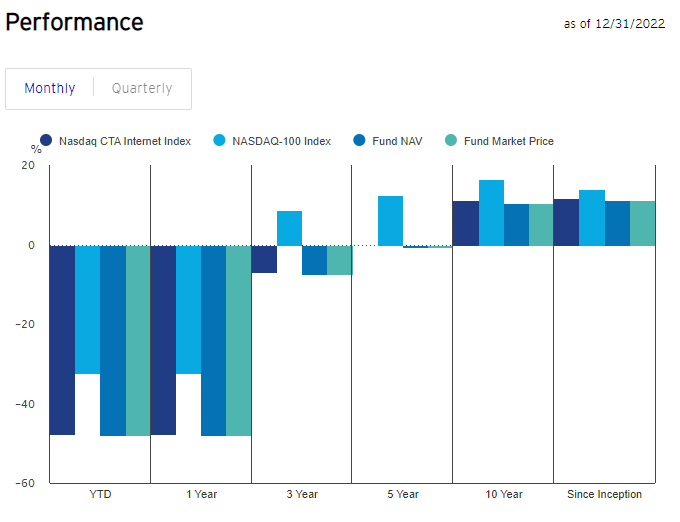 Performance
as of 12/31/2022
Monthly Quarterly
Nasdaq CTA Internet Index NASDAQ-100 Index Fund NAV Fund Market Price
%
20
0
−20
−40
−60
YTD 1 Year 3 Year 5 Year 10 Year Since Inception